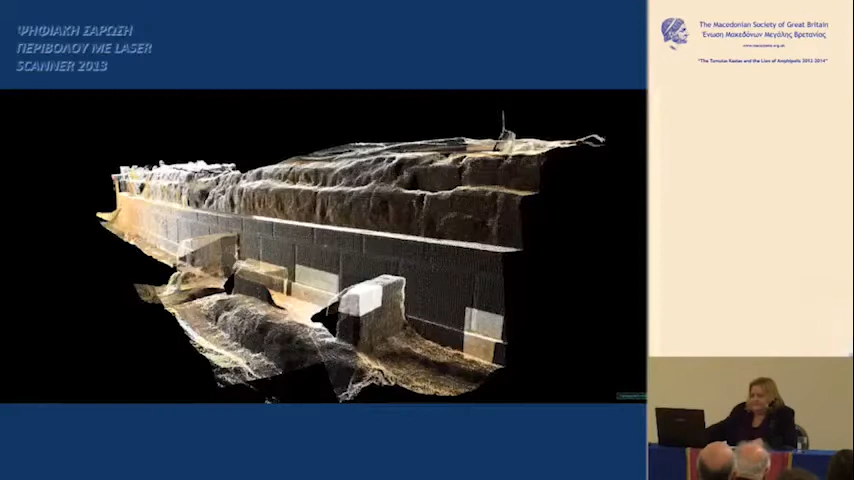 ΨΗΦΙΑΚΗ ΣΑΡΩΣΗ
ΠΕΡΙΒΟΛΟΥ ΜΕ LASER
SCANNER 2013
The Macedonian Society of Great Britain
Ένωση Μακεδόνων Μεγάλης Βρετανίας
"The Tumulus Kastas and the Lion of Amphipolis 2012-2014"